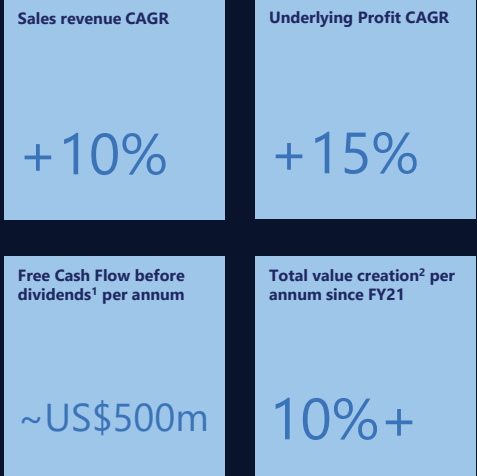 Sales revenue CAGR
+10%
Underlying Profit CAGR
+15%
Free Cash Flow before
dividends¹ per annum
~US$500m
Total value creation² per
annum since FY21
10%+